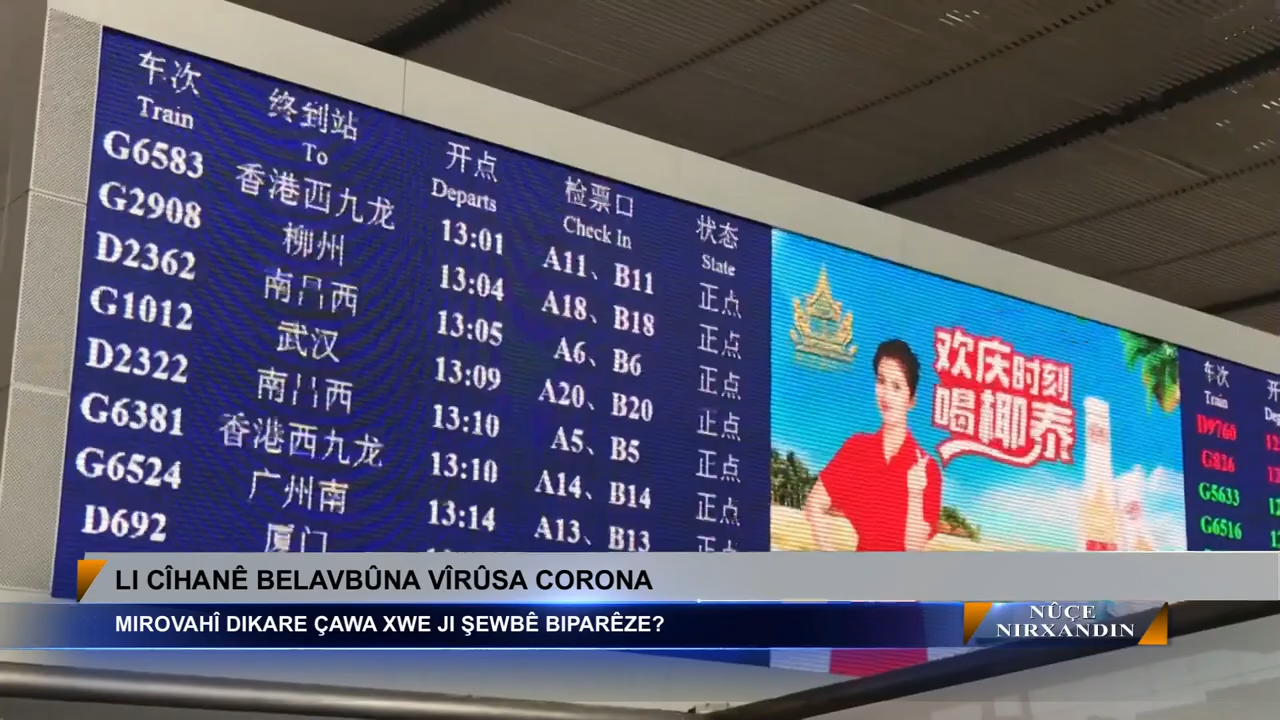 车次 终到站 开点 检票口 状态
Train To Departs Check In State
G6583 香港西九龙 13:01 A11、B11 正点
G2908 柳州 13:04 A18、B18 正点
D2362 南昌西 13:05 A6、B6 正点
G1012 武汉 13:09 A20、B20 正点
D2322 南昌西 13:10 A5、B5 正点
G6381 香港西九龙 13:10 A14、B14 正点
G6524 广州南 13:14 A13、B13 正点
D692 厦门
欢庆时刻
喝椰泰
车次 开
Train
D9760
G836
G5633
G6516
LI CÎHANÊ BELAVBÛNA VÎRÛSA CORONA
MIROVAHÎ DIKARE ÇAWA XWE JI ŞEWBÊ BIPARÊZE?
NÛÇE
NIRXANDIN